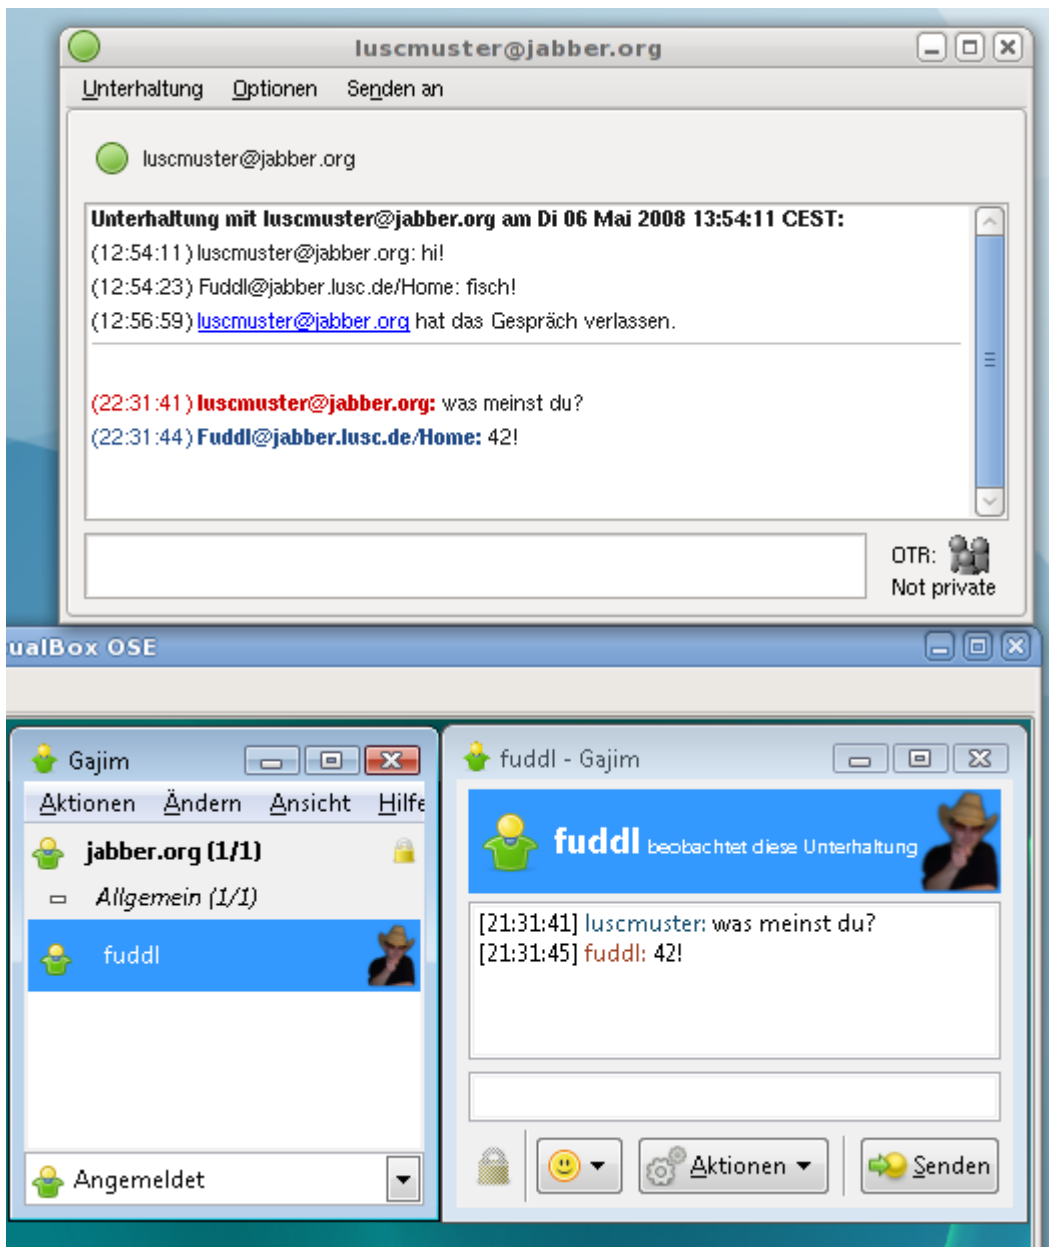 luscmuster@jabber.org
Unterhaltung Optionen Senden an
luscmuster@jabber.org
Unterhaltung mit luscmuster@jabber.org am Di 06 Mai 2008 13:54:11 CEST:
(12:54:11) luscmuster@jabber.org: hi!
(12:54:23) Fuddl@jabber.lusc.de/Home: fisch!
(12:56:59) luscmuster@jabber.org hat das Gespräch verlassen.
(22:31:41) luscmuster@jabber.org: was meinst du?
(22:31:44) Fuddl@jabber.lusc.de/Home: 42!
OTR:
Not private
ualBox OSE
Gajim
Aktionen Ändern Ansicht Hilfe
jabber.org (1/1)
Allgemein (1/1)
fuddl
Angemeldet
fuddl - Gajim
fuddl beobachtet diese Unterhaltung
[21:31:41] luscmuster: was meinst du?
[21:31:45] fuddl: 42!
Aktionen Senden